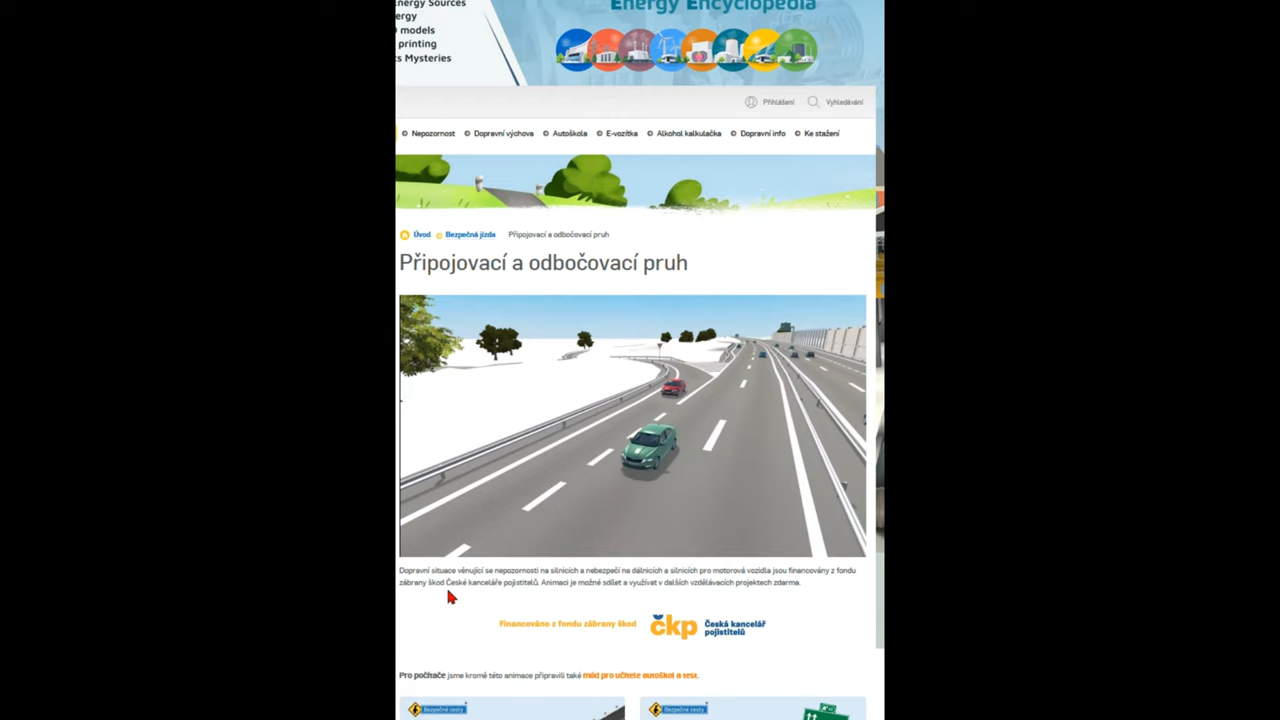 Energy Encyclopedia
Energy Sources
ergy
models
printing
s Mysteries
Přihlášení
Vyhledávání
Nepozornost
Dopravní výchova
Autoškola
E-vozítka
Alkohol kalkulačka
Dopravní info
Ke stažení
Úvod
Bezpečná jízda
Připojovací a odbočovací pruh
Připojovací a odbočovací pruh
Dopravní situace věnující se nepozornosti na silnicích a nebezpečí na dálnicích a silnicích pro motorová vozidla jsou financovány z fondu
zábrany škod České kanceláře pojistitelů. Animaci je možné sdílet a využívat v dalších vzdělávacích projektech zdarma.
Financováno z fondu zábrany škod
čkp
Česká kancelář
pojistitelů
Pro počítače jsme kromě této animace připravili také mód pro učitele autoškol a test.
Bezpečné cesty
Bezpečné cesty